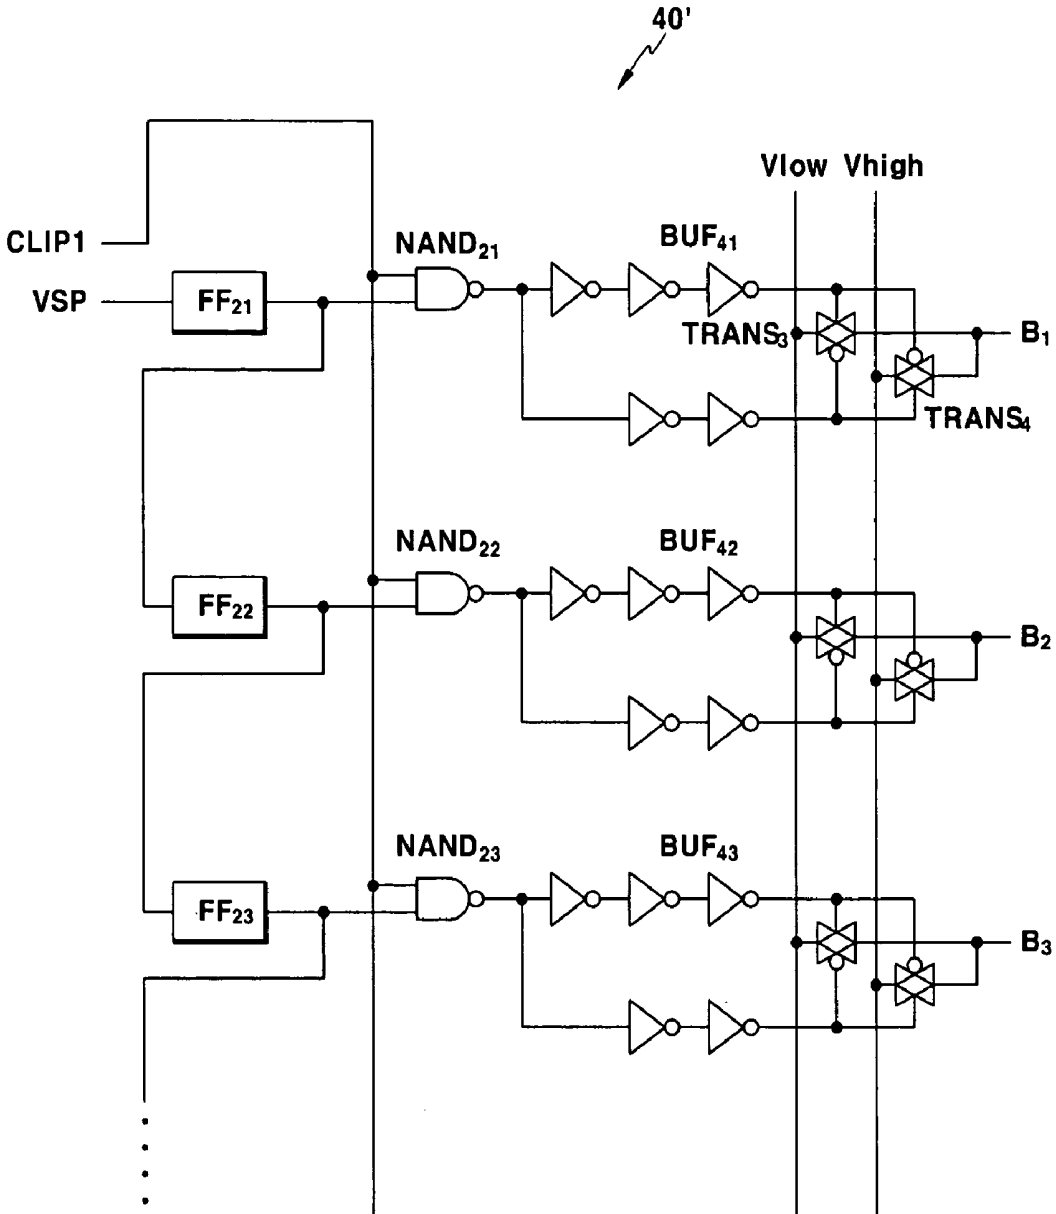 40'
Vlow Vhigh
CLIP1
NAND21
BUF41
VSP
FF21
TRANS3
B1
TRANS4
NAND22
BUF42
FF22
B2
NAND23
BUF43
FF23
B3